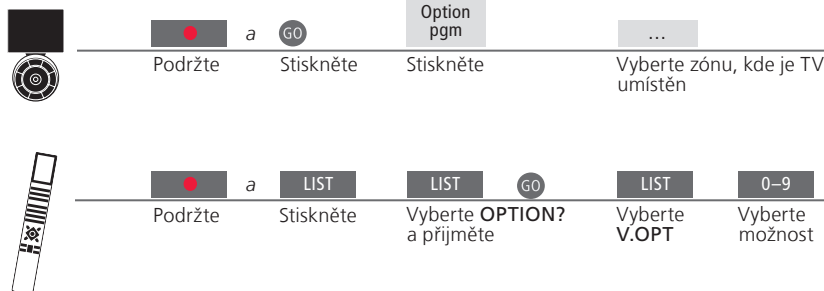 Option
pgm
a GO ...
Podržte Stiskněte Stiskněte Vyberte zónu, kde je TV
umístěn
a LIST LIST GO LIST 0–9
Podržte Stiskněte Vyberte OPTION? Vyberte Vyberte
a přijměte V.OPT možnost